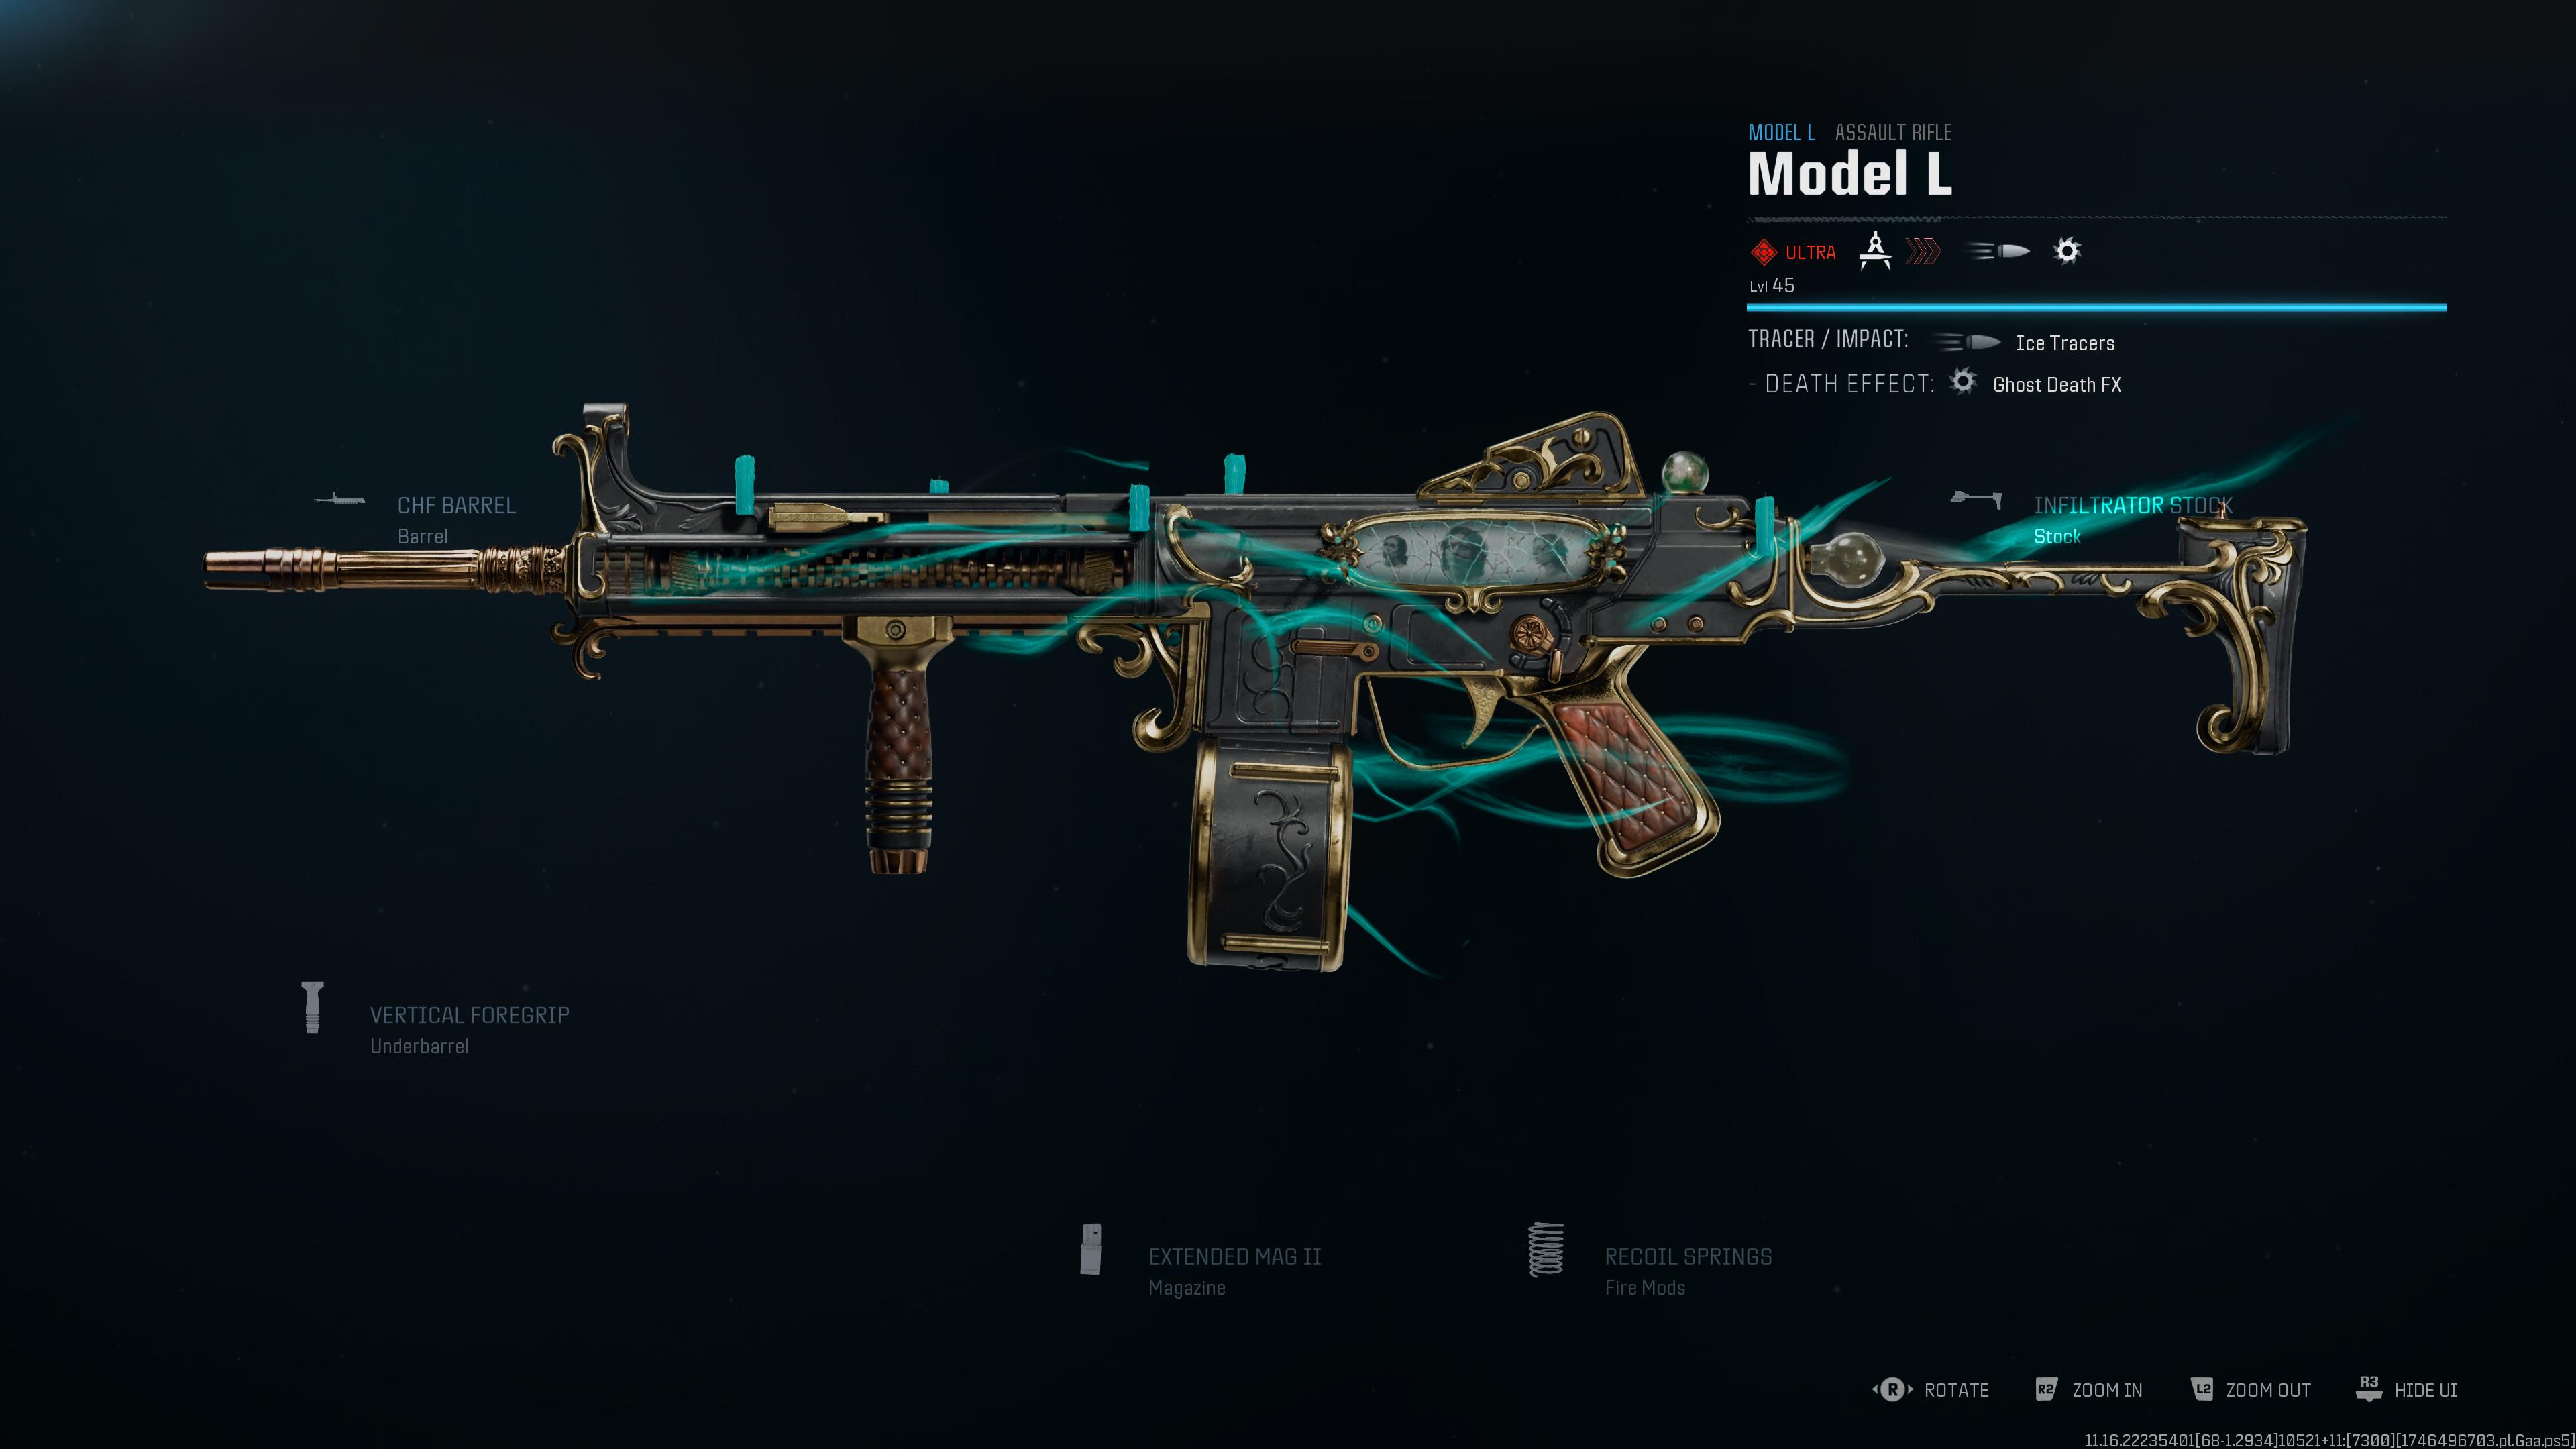 MODEL L ASSAULT RIFLE
Model L
ULTRA
Lvl 45
TRACER / IMPACT: Ice Tracers
- DEATH EFFECT: Ghost Death FX
CHF BARREL
Barrel
INFILTRATOR STOCK
Stock
VERTICAL FOREGRIP
Underbarrel
EXTENDED MAG II
Magazine
RECOIL SPRINGS
Fire Mods
R ROTATE R2 ZOOM IN L2 ZOOM OUT R3 HIDE UI
11.16.22235401[68-1.2934]10521+11:[7300][1746496703.pl.Gaa.ps5]